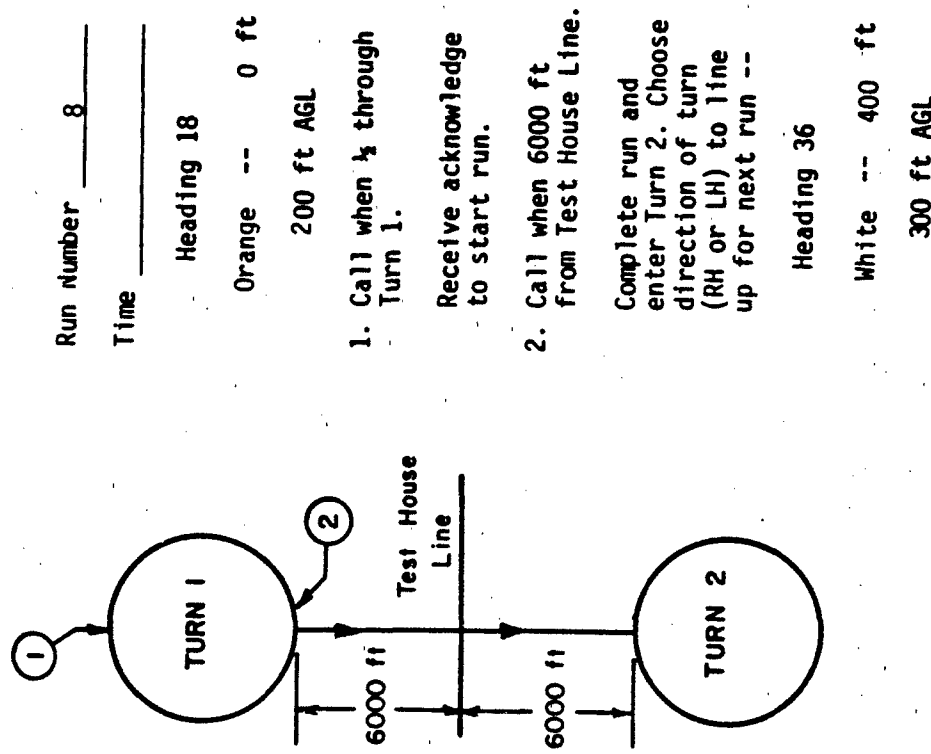 Run Number 8
Time
Heading 18
Orange -- 0 ft
200 ft AGL
1. Call when ½ through
Turn 1.
Receive acknowledge
to start run.
2. Call when 6000 ft
from Test House Line.
Complete run and
enter Turn 2. Choose
direction of turn
(RH or LH) to line
up for next run --
Heading 36
White -- 400 ft
300 ft AGL
1
TURN 1
2
6000 ft
Test House
Line
6000 ft
TURN 2